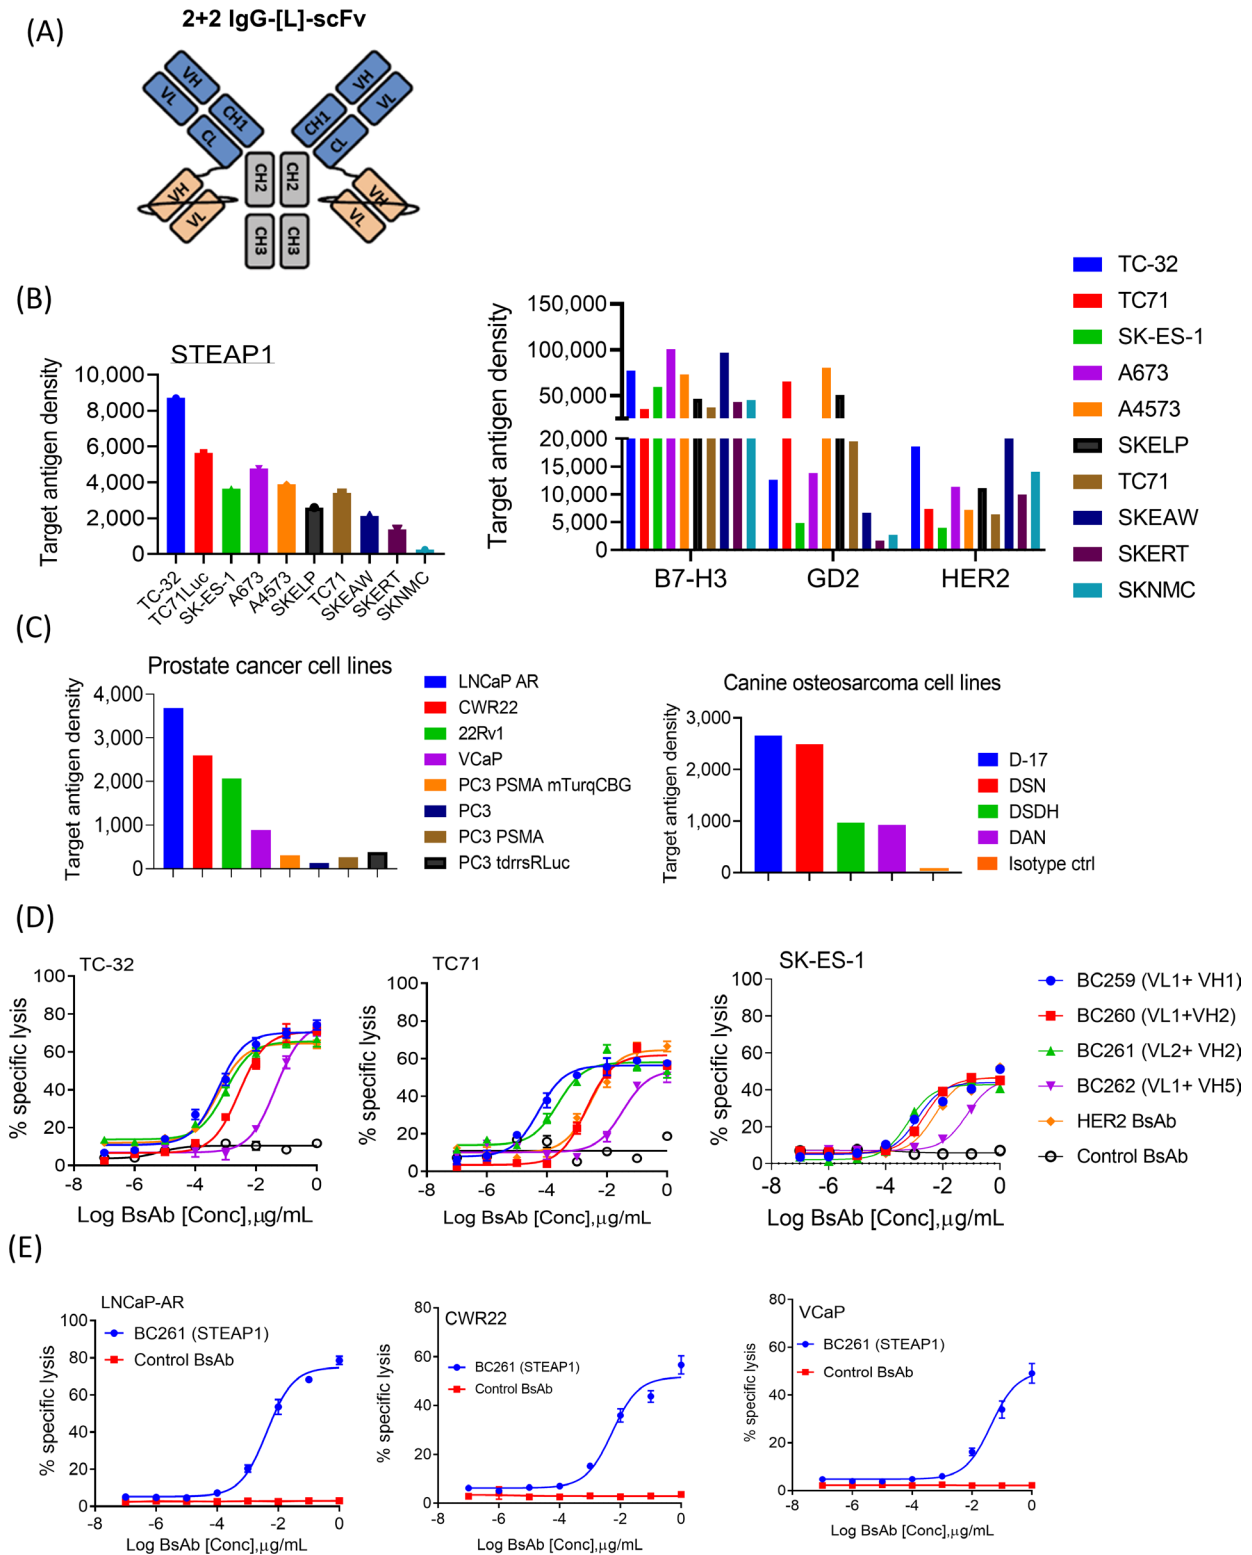 (A)
2+2 IgG-[L]-scFv
VH
VL
CH1
CL
VH
VL
CH2
CH3
VH
VL
CH1
CL
VH
VL
CH2
CH3
(B)
STEAP1
Target antigen density
10,000
8,000
6,000
4,000
2,000
0
TC-32
TC71Luc
SK-ES-1
A673
A4573
SKELP
TC71
SKEAW
SKERT
SKNMC
Target antigen density
150,000
100,000
50,000
20,000
15,000
10,000
5,000
0
B7-H3 GD2 HER2
TC-32
TC71
SK-ES-1
A673
A4573
SKELP
TC71
SKEAW
SKERT
SKNMC
(C)
Prostate cancer cell lines
Target antigen density
4,000
3,000
2,000
1,000
0
LNCaP AR
CWR22
22Rv1
VCaP
PC3 PSMA mTurqCBG
PC3
PC3 PSMA
PC3 tdrrsRLuc
Canine osteosarcoma cell lines
Target antigen density
3,000
2,000
1,000
0
D-17
DSN
DSDH
DAN
Isotype ctrl
(D)
TC-32
% specific lysis
100
80
60
40
20
0
-8 -6 -4 -2 0
Log BsAb [Conc],µg/mL
TC71
% specific lysis
100
80
60
40
20
0
-8 -6 -4 -2 0
Log BsAb [Conc],µg/mL
SK-ES-1
% specific lysis
100
80
60
40
20
0
-8 -6 -4 -2 0
Log BsAb [Conc],µg/mL
BC259 (VL1+ VH1)
BC260 (VL1+VH2)
BC261 (VL2+ VH2)
BC262 (VL1+ VH5)
HER2 BsAb
Control BsAb
(E)
LNCaP-AR
% specific lysis
100
80
60
40
20
0
BC261 (STEAP1)
Control BsAb
-8 -6 -4 -2 0
Log BsAb [Conc],µg/mL
CWR22
% specific lysis
80
60
40
20
0
BC261 (STEAP1)
Control BsAb
-8 -6 -4 -2 0
Log BsAb [Conc],µg/mL
VCaP
% specific lysis
80
60
40
20
0
BC261 (STEAP1)
Control BsAb
-8 -6 -4 -2 0
Log BsAb [Conc],µg/mL